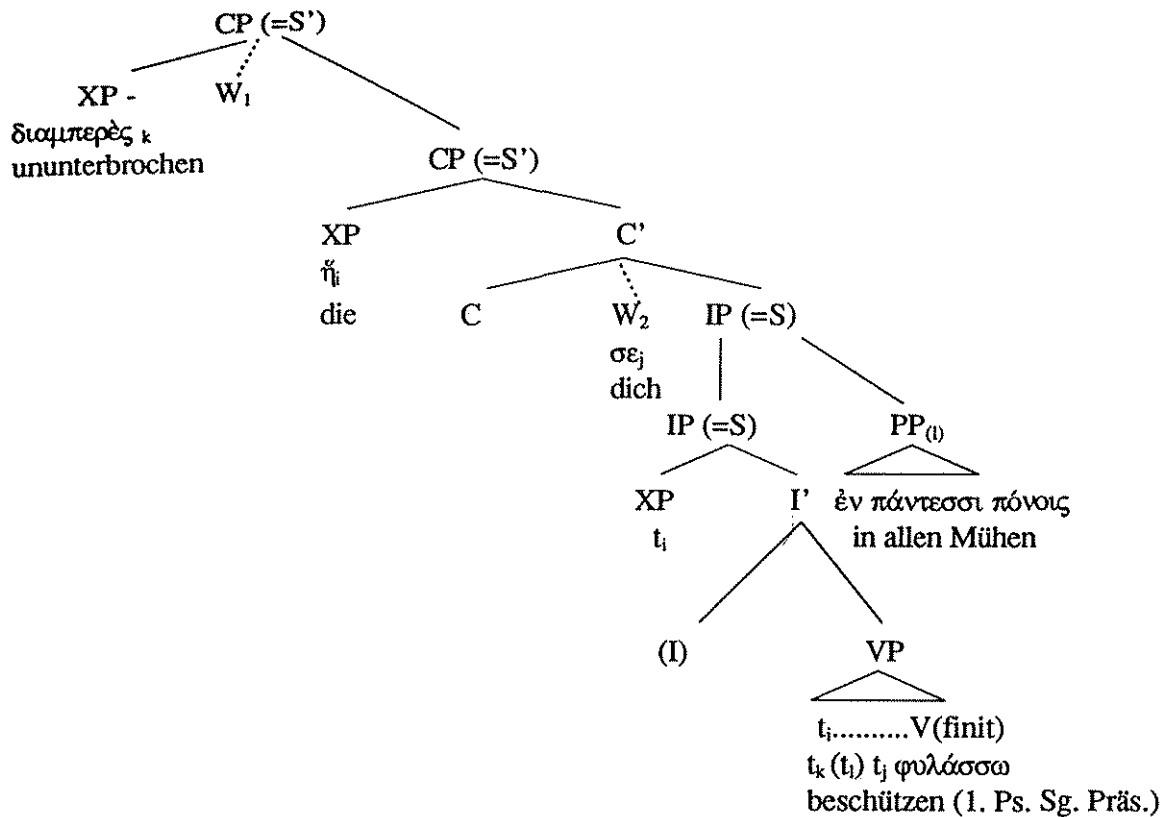 CP (=S’)
XP - W₁
διαμπερὲς ₖ
ununterbrochen
CP (=S’)
XP C’
ἥᵢ
die C W₂ IP (=S)
σεⱼ
dich
IP (=S) PP₍ₗ₎
XP I’ ἐν πάντεσσι πόνοις
tᵢ in allen Mühen
(I) VP
tᵢ..........V(finit)
tₖ (tₗ) tⱼ φυλάσσω
beschützen (1. Ps. Sg. Präs.)